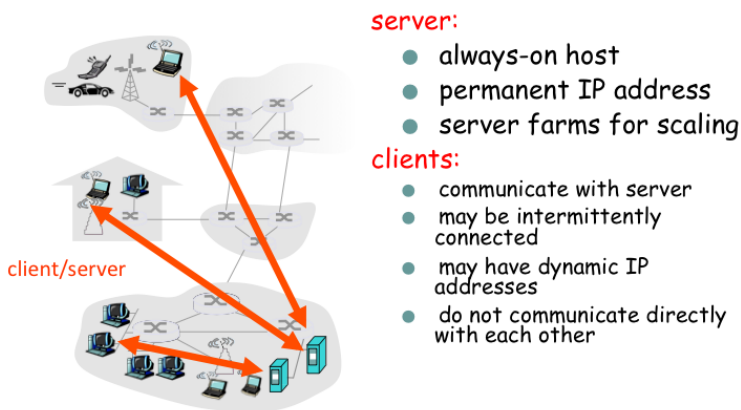 server:
always-on host
permanent IP address
server farms for scaling
clients:
communicate with server
may be intermittently
connected
may have dynamic IP
addresses
do not communicate directly
with each other
client/server